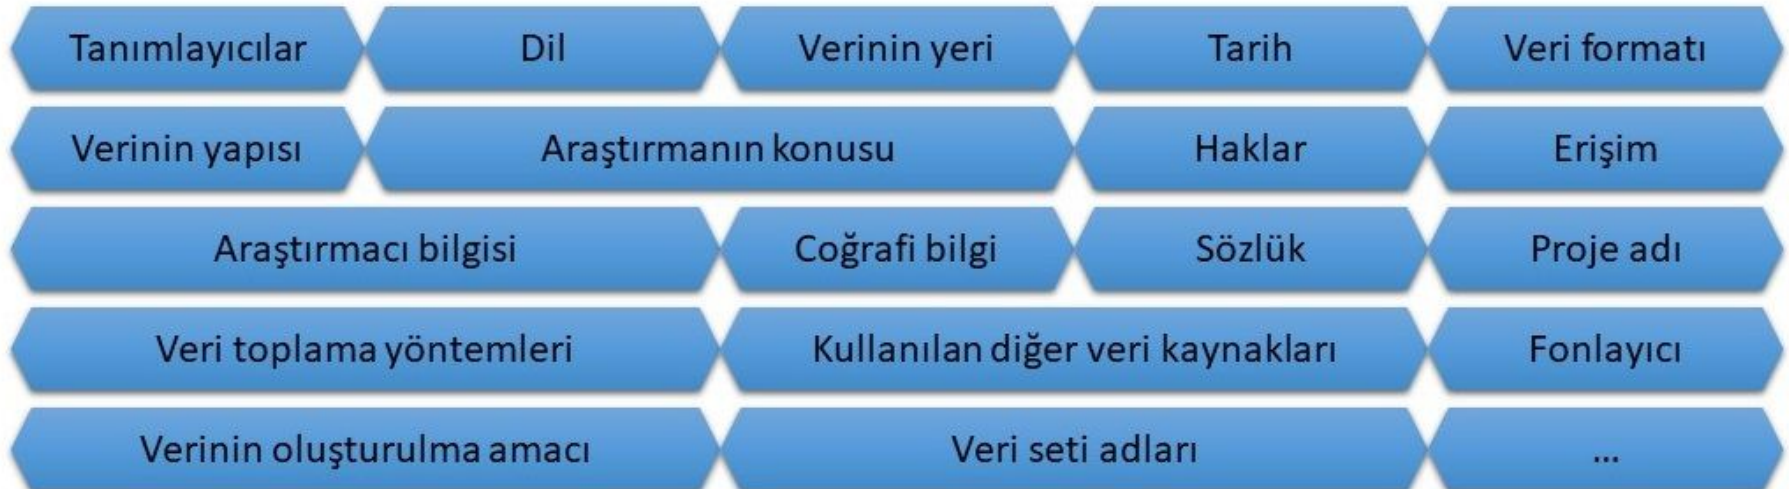 Tanımlayıcılar Dil Verinin yeri Tarih Veri formatı
Verinin yapısı Araştırmanın konusu Haklar Erişim
Araştırmacı bilgisi Coğrafi bilgi Sözlük Proje adı
Veri toplama yöntemleri Kullanılan diğer veri kaynakları Fonlayıcı
Verinin oluşturulma amacı Veri seti adları ...